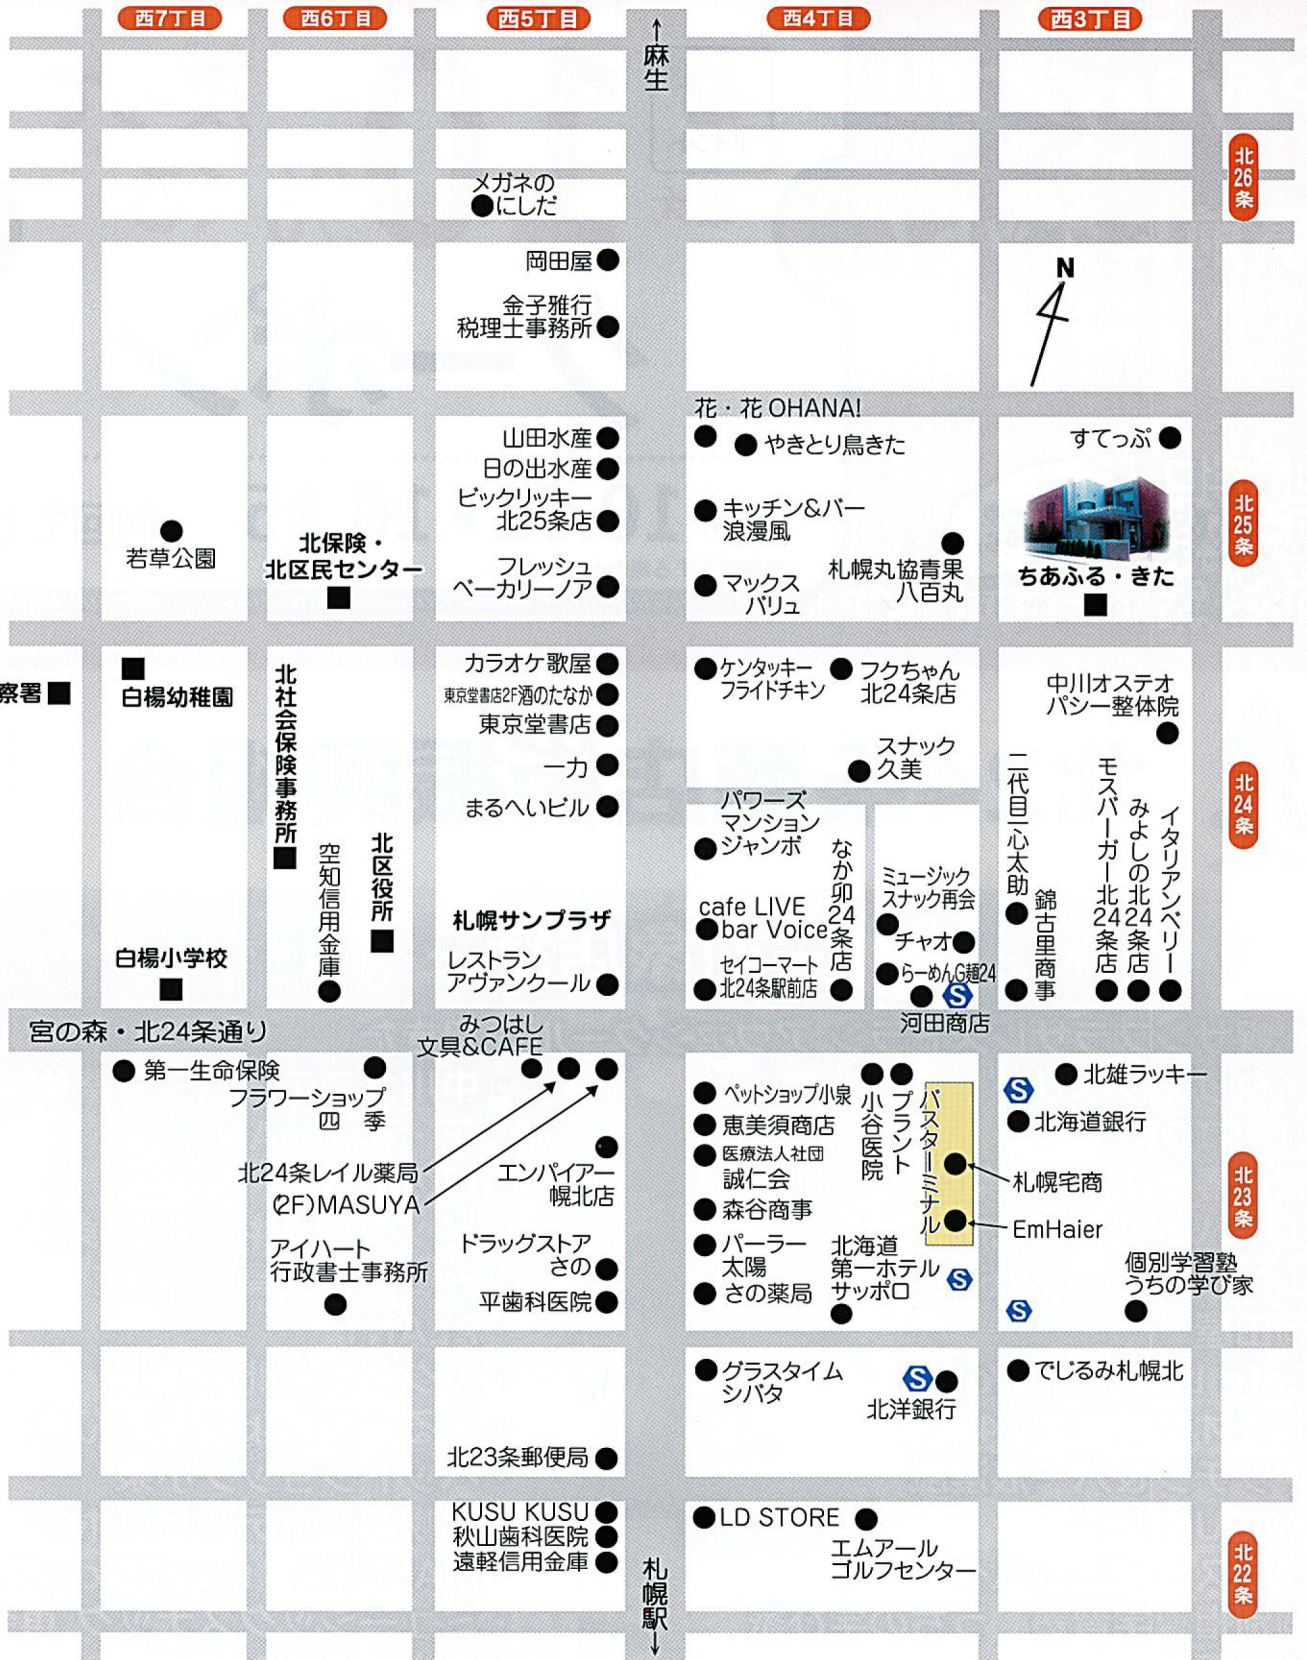 西7丁目
西6丁目
西5丁目
西4丁目
西3丁目
↑
麻生
北26条
メガネの
にしだ
岡田屋
金子雅行
税理士事務所
N
花・花 OHANA!
やきとり鳥きた
すてっぷ
山田水産
日の出水産
ビックリッキー
北25条店
フレッシュ
ベーカリーノア
キッチン&バー
浪漫風
マックス
バリュ
札幌丸協青果
八百丸
ちあふる・きた
北25条
若草公園
北保険・
北区民センター
察署
白楊幼稚園
北社会保険事務所
カラオケ歌屋
東京堂書店2F酒のたなか
東京堂書店
一力
まるへいビル
ケンタッキー
フライドチキン
フクちゃん
北24条店
スナック
久美
中川オステオ
パシー整体院
北24条
パワーズ
マンション
ジャンボ
なか卯24条店
ミュージック
スナック再会
チャオ
らーめんG麺24
S
河田商店
cafe LIVE
bar Voice
セイコーマート
北24条駅前店
二代目一心太助
錦古里商事
モスバーガー北24条店
みよしの北24条店
イタリアンベリー
空知信用金庫
北区役所
札幌サンプラザ
レストラン
アヴァンクール
白楊小学校
宮の森・北24条通り
みつはし
文具&CAFE
第一生命保険
フラワーショップ
四 季
北24条レイル薬局
(2F)MASUYA
エンパイアー
幌北店
アイハート
行政書士事務所
ドラッグストア
さの
平歯科医院
ペットショップ小泉
恵美須商店
医療法人社団
誠仁会
森谷商事
パーラー
太陽
さの薬局
小谷医院
プラント
バスターミナル
北海道
第一ホテル
サッポロ
S
S
北雄ラッキー
北海道銀行
札幌宅商
EmHaier
北23条
個別学習塾
うちの学び家
S
グラスタイム
シバタ
S
北洋銀行
でじるみ札幌北
北23条郵便局
KUSU KUSU
秋山歯科医院
遠軽信用金庫
LD STORE
エムアール
ゴルフセンター
北22条
札幌駅
↓